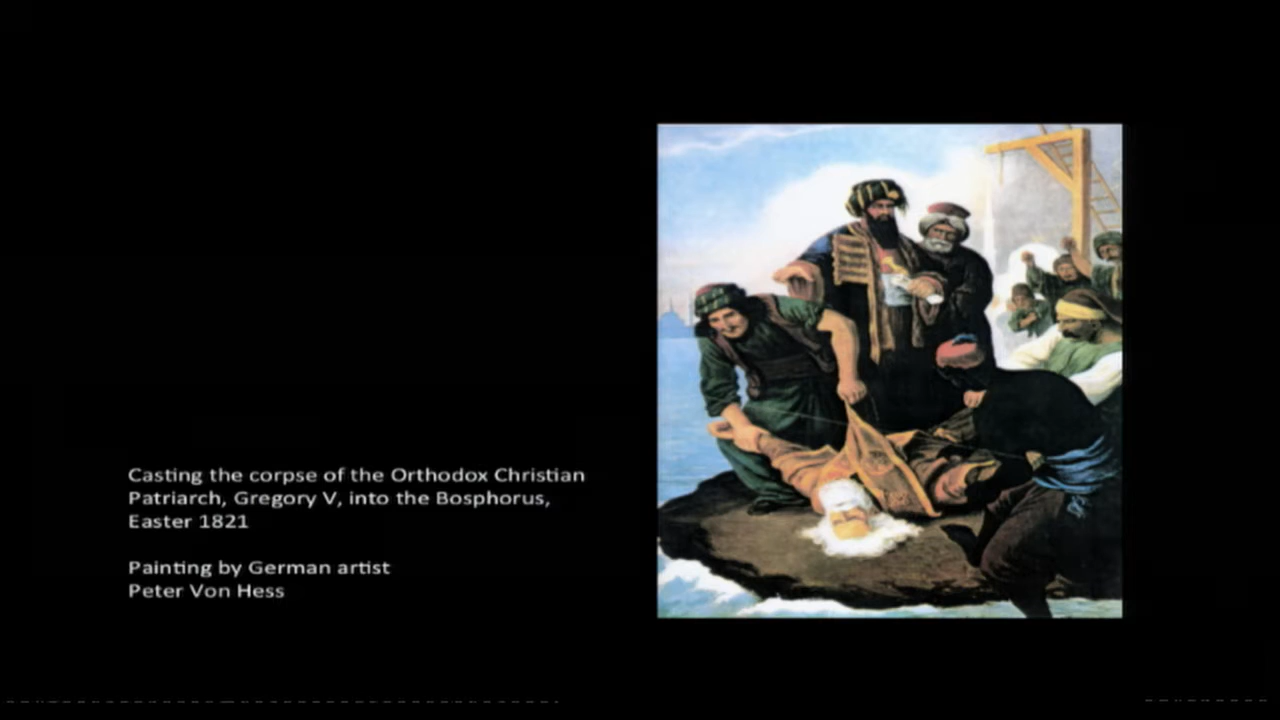 Casting the corpse of the Orthodox Christian
Patriarch, Gregory V, into the Bosphorus,
Easter 1821
Painting by German artist
Peter Von Hess